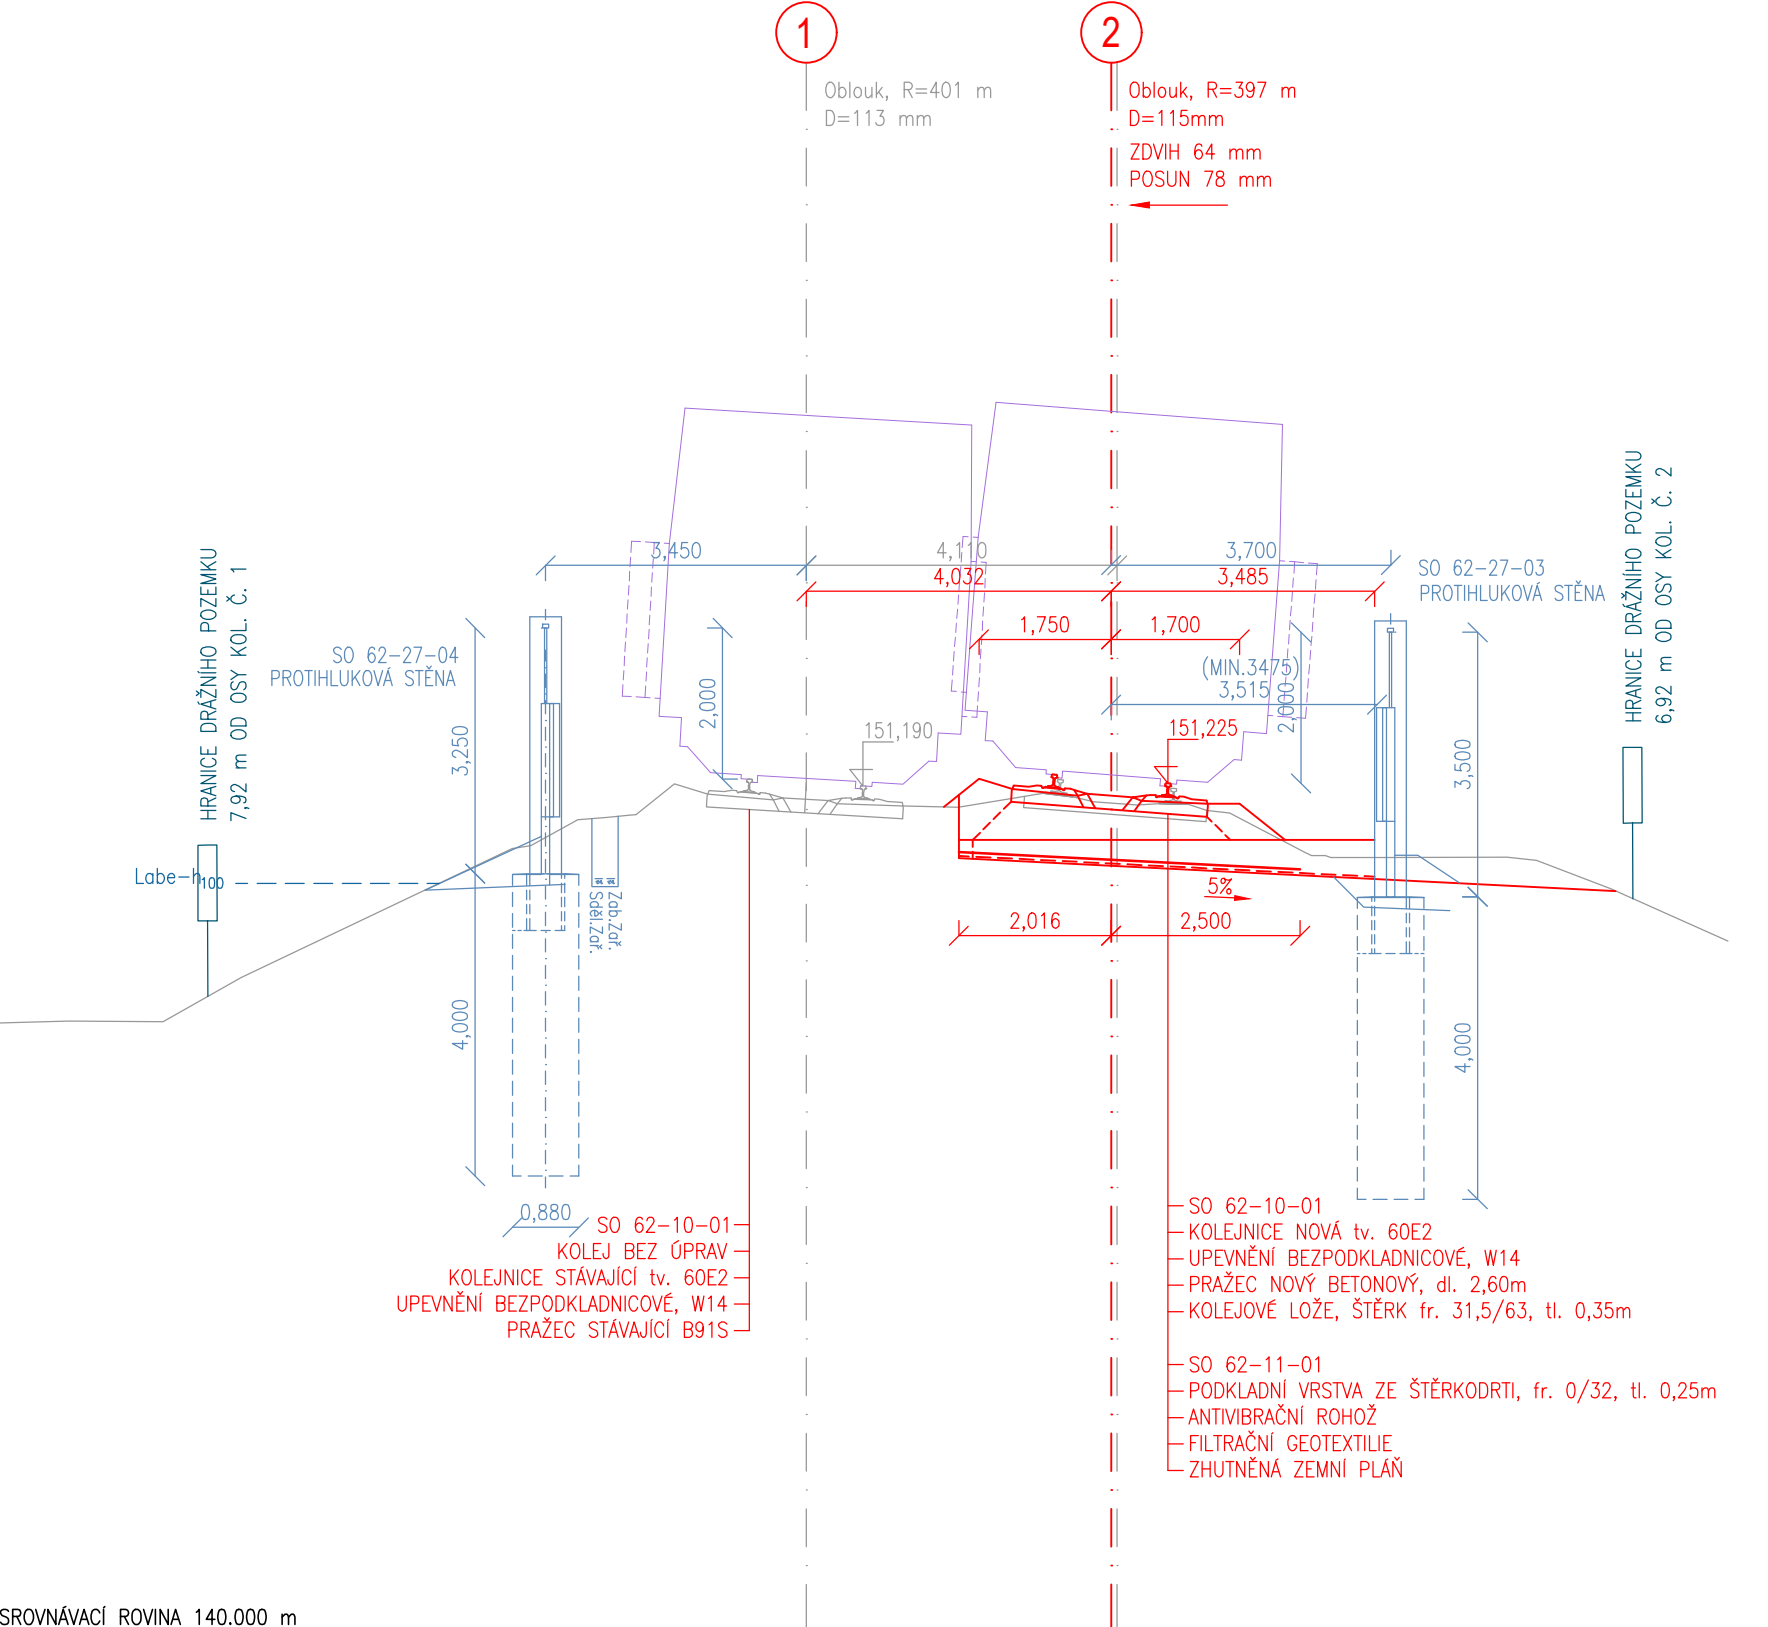 1
2
Oblouk, R=401 m
D=113 mm
Oblouk, R=397 m
D=115mm
ZDVIH 64 mm
POSUN 78 mm
HRANICE DRÁŽNÍHO POZEMKU
7,92 m OD OSY KOL. Č. 1
HRANICE DRÁŽNÍHO POZEMKU
6,92 m OD OSY KOL. Č. 2
3,450
4,110
3,700
4,032
3,485
1,750
1,700
(MIN.3475)
3,515
SO 62-27-03
PROTIHLUKOVÁ STĚNA
SO 62-27-04
PROTIHLUKOVÁ STĚNA
2,000
2,000
3,250
3,500
151,190
151,225
Labe-h100
Sděl.Zař.
Zab.Zař.
5%
2,016
2,500
4,000
4,000
0,880
SO 62-10-01
KOLEJ BEZ ÚPRAV
KOLEJNICE STÁVAJÍCÍ tv. 60E2
UPEVNĚNÍ BEZPODKLADNICOVÉ, W14
PRAŽEC STÁVAJÍCÍ B91S
SO 62-10-01
KOLEJNICE NOVÁ tv. 60E2
UPEVNĚNÍ BEZPODKLADNICOVÉ, W14
PRAŽEC NOVÝ BETONOVÝ, dl. 2,60m
KOLEJOVÉ LOŽE, ŠTĚRK fr. 31,5/63, tl. 0,35m
SO 62-11-01
PODKLADNÍ VRSTVA ZE ŠTĚRKODRTI, fr. 0/32, tl. 0,25m
ANTIVIBRAČNÍ ROHOŽ
FILTRAČNÍ GEOTEXTILIE
ZHUTNĚNÁ ZEMNÍ PLÁŇ
SROVNÁVACÍ ROVINA 140.000 m